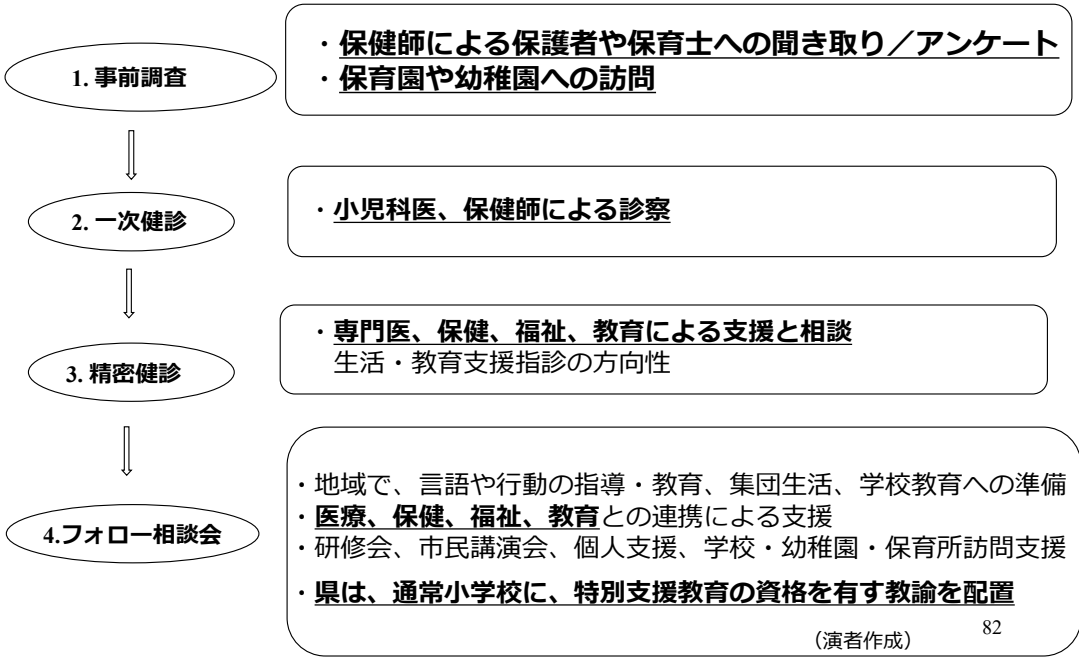 1. 事前調査
・保健師による保護者や保育士への聞き取り／アンケート
・保育園や幼稚園への訪問
2. 一次健診
・小児科医、保健師による診察
3. 精密健診
・専門医、保健、福祉、教育による支援と相談
生活・教育支援指診の方向性
4.フォロー相談会
・地域で、言語や行動の指導・教育、集団生活、学校教育への準備
・医療、保健、福祉、教育との連携による支援
・研修会、市民講演会、個人支援、学校・幼稚園・保育所訪問支援
・県は、通常小学校に、特別支援教育の資格を有す教諭を配置
（演者作成）
82